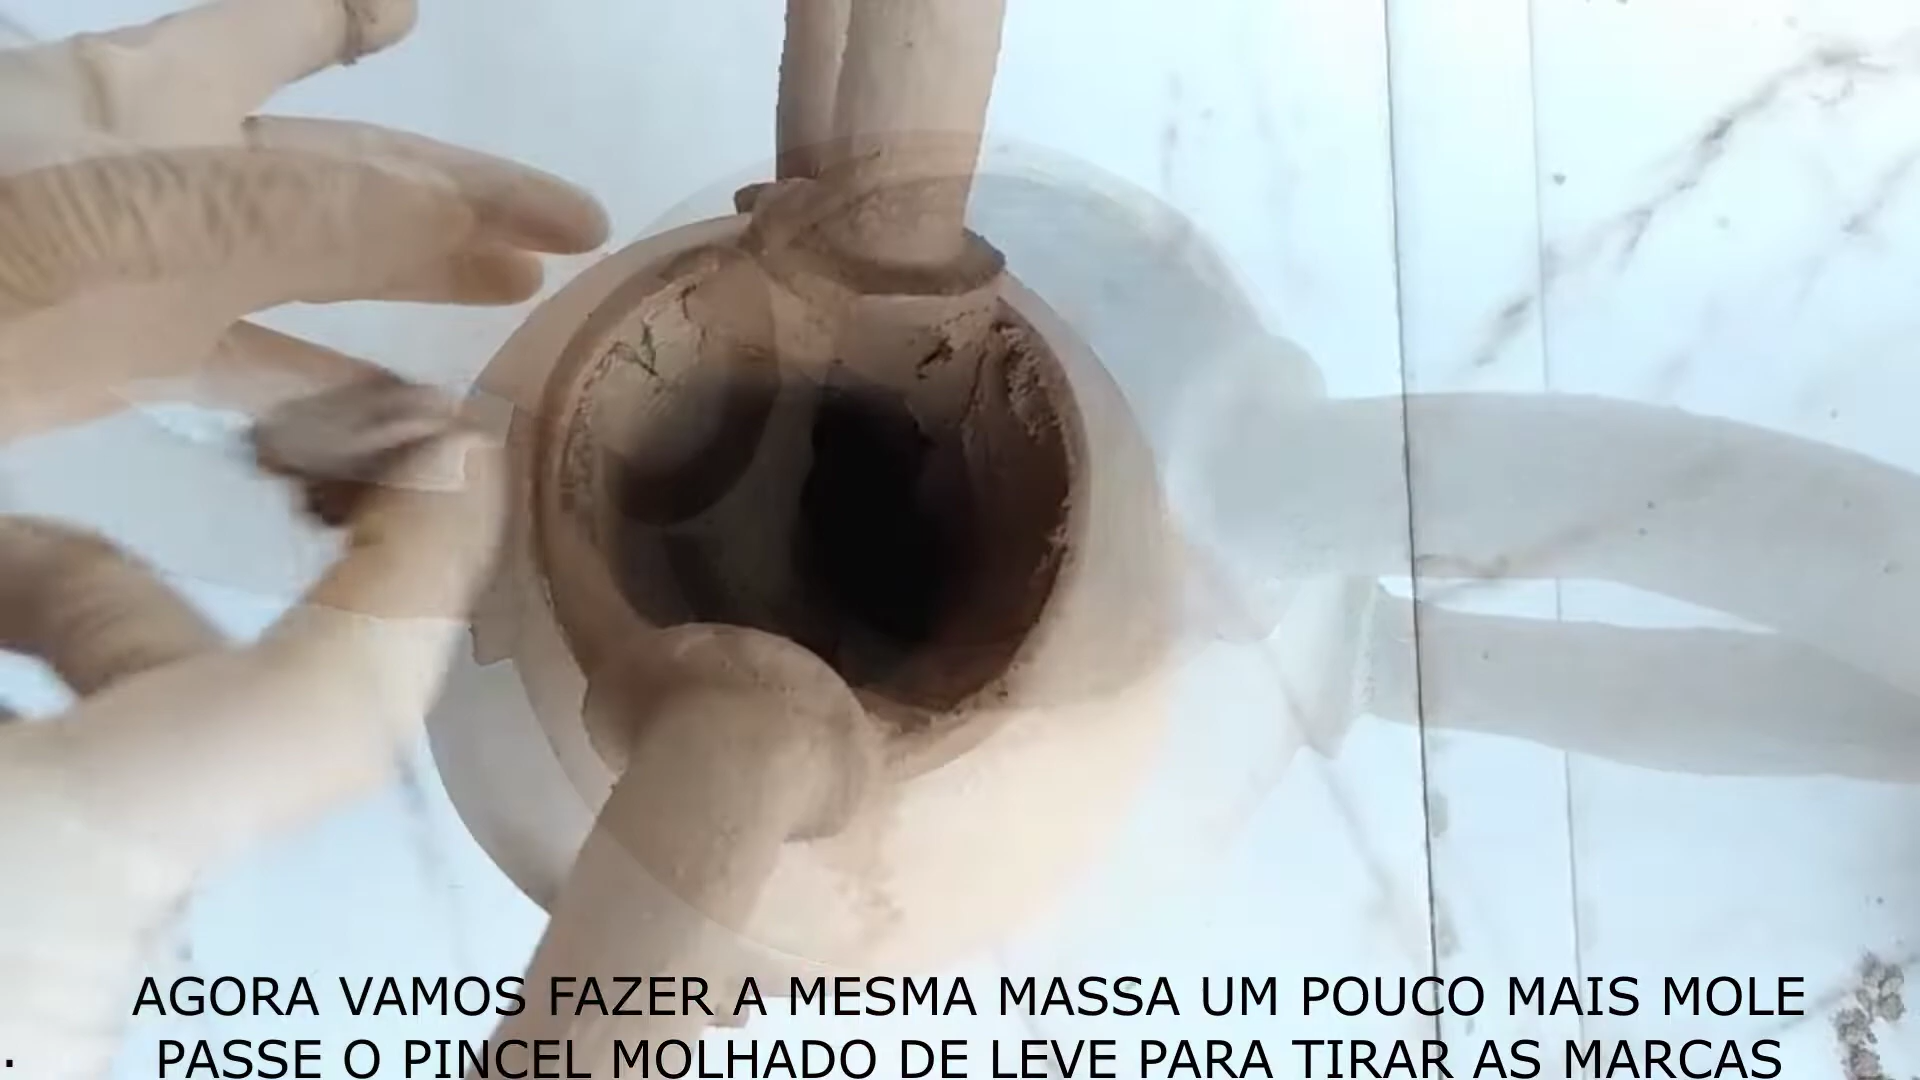 AGORA VAMOS FAZER A MESMA MASSA UM POUCO MAIS MOLE
. PASSE O PINCEL MOLHADO DE LEVE PARA TIRAR AS MARCAS